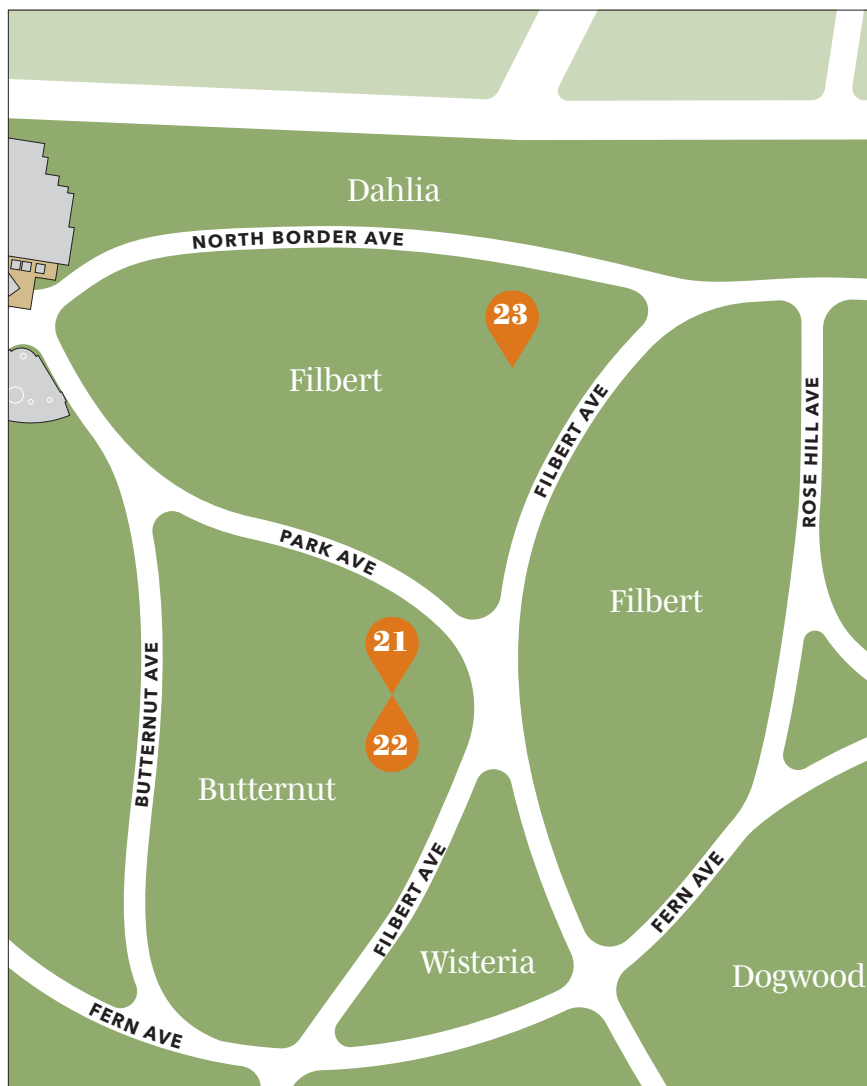 Dahlia
NORTH BORDER AVE
23
Filbert
FILBERT AVE
ROSE HILL AVE
PARK AVE
Filbert
21
BUTTERNUT AVE
22
Butternut
FILBERT AVE
FERN AVE
Wisteria
Dogwood
FERN AVE